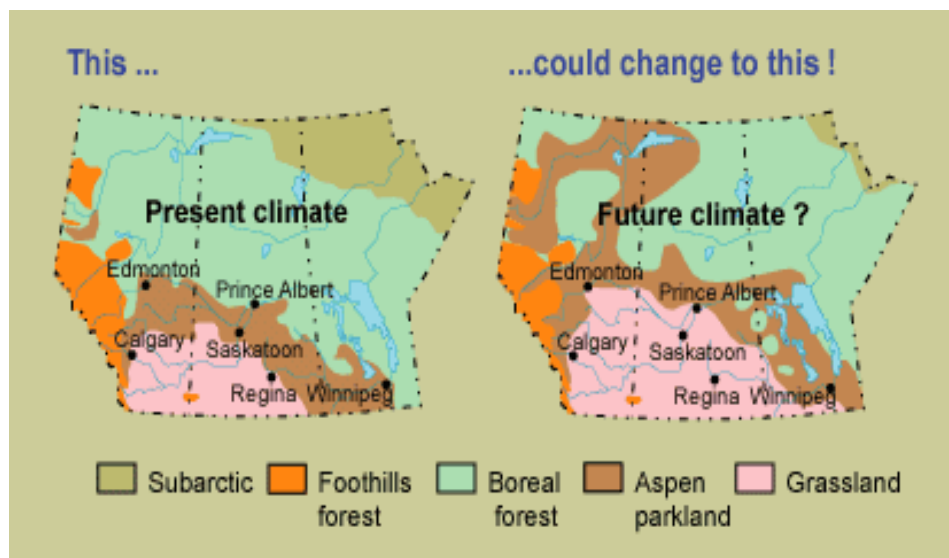 This ...
...could change to this !
Present climate
Edmonton
Prince Albert
Calgary
Saskatoon
Regina
Winnipeg
Future climate ?
Edmonton
Prince Albert
Calgary
Saskatoon
Regina
Winnipeg
Subarctic
Foothills
forest
Boreal
forest
Aspen
parkland
Grassland